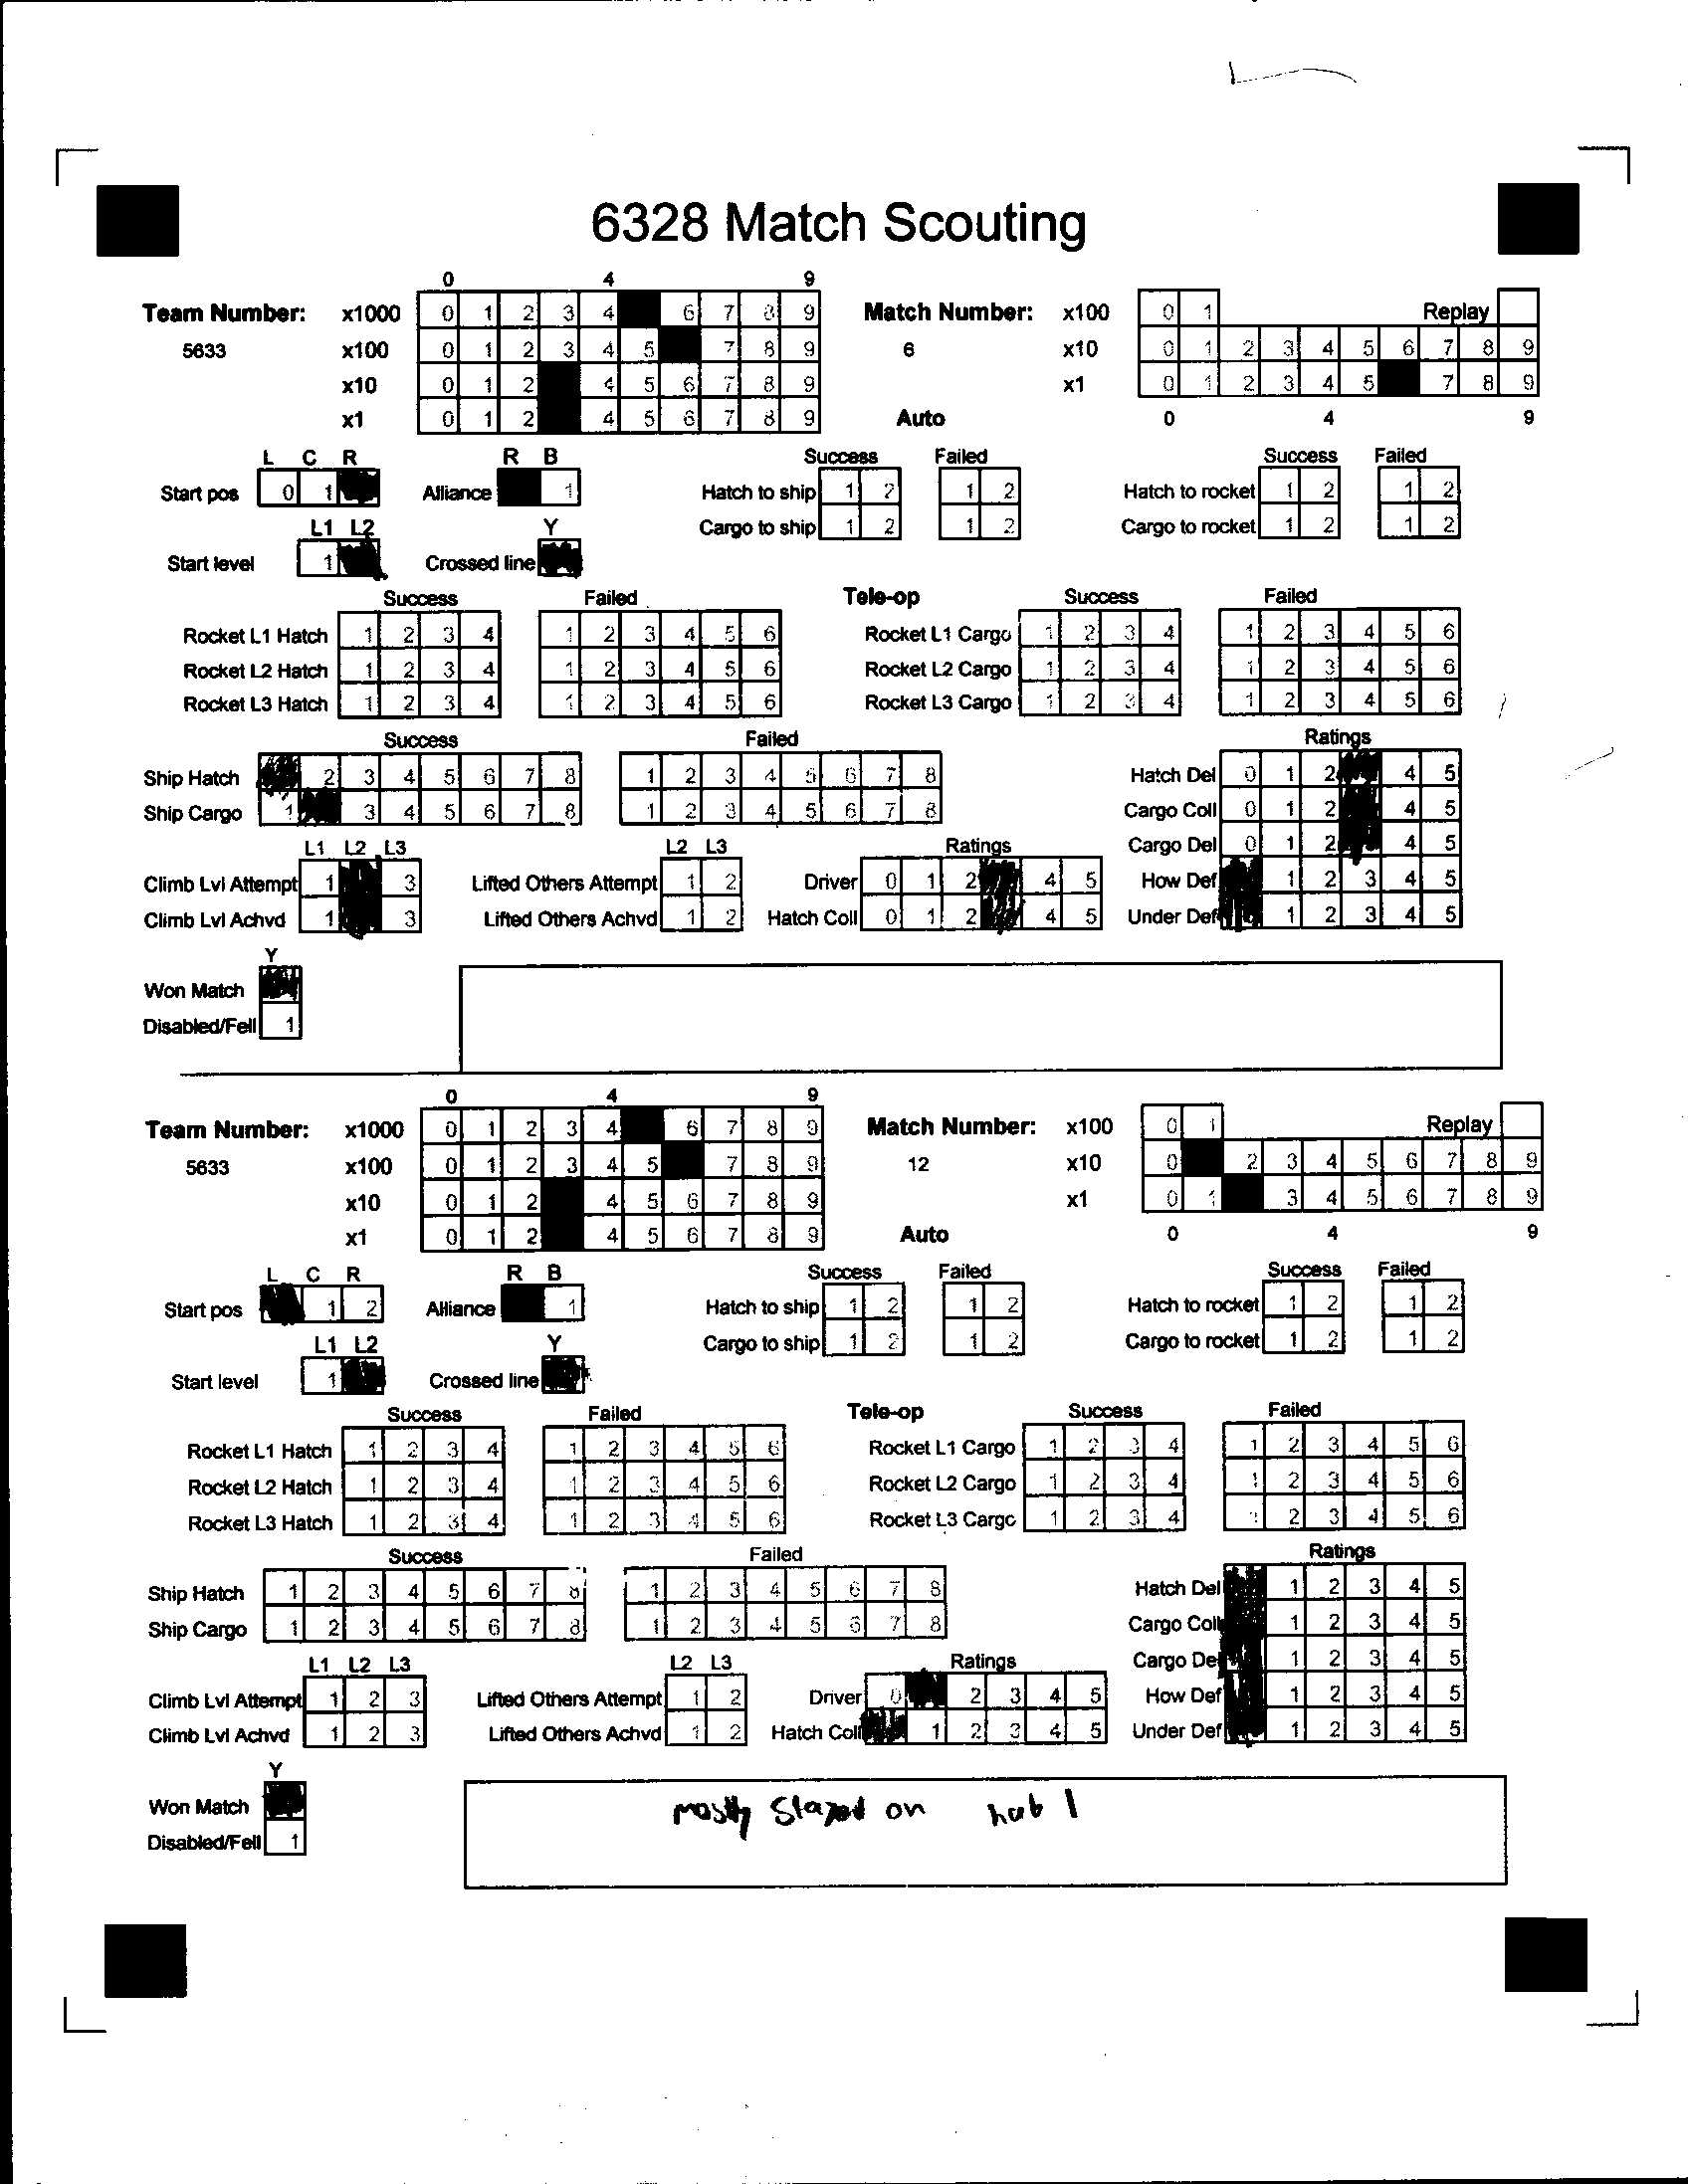 6328 Match Scouting
0 4 9
Team Number: x1000 0 1 2 3 4 6 7 8 9 Match Number: x100 0 1 Replay
5633 x100 0 1 2 3 4 5 7 8 9 6 x10 0 1 2 3 4 5 6 7 8 9
x10 0 1 2 4 5 6 7 8 9 x1 0 1 2 3 4 5 7 8 9
x1 0 1 2 4 5 6 7 8 9 Auto 0 4 9
L C R R B Success Failed Success Failed
Start pos 0 1 Alliance 1 Hatch to ship 1 2 1 2 Hatch to rocket 1 2 1 2
L1 L2 Y Cargo to ship 1 2 1 2 Cargo to rocket 1 2 1 2
Start level 1 Crossed line
Success Failed Tele-op Success Failed
Rocket L1 Hatch 1 2 3 4 1 2 3 4 5 6 Rocket L1 Cargo 1 2 3 4 1 2 3 4 5 6
Rocket L2 Hatch 1 2 3 4 1 2 3 4 5 6 Rocket L2 Cargo 1 2 3 4 1 2 3 4 5 6
Rocket L3 Hatch 1 2 3 4 1 2 3 4 5 6 Rocket L3 Cargo 1 2 3 4 1 2 3 4 5 6
Success Failed Ratings
Ship Hatch 2 3 4 5 6 7 8 1 2 3 4 5 6 7 8 Hatch Del 0 1 2 4 5
Ship Cargo 1 3 4 5 6 7 8 1 2 3 4 5 6 7 8 Cargo Coll 0 1 2 4 5
L1 L2 L3 L2 L3 Ratings Cargo Del 0 1 2 4 5
Climb Lvl Attempt 1 3 Lifted Others Attempt 1 2 Driver 0 1 2 4 5 How Def 1 2 3 4 5
Climb Lvl Achvd 1 3 Lifted Others Achvd 1 2 Hatch Coll 0 1 2 4 5 Under Def 1 2 3 4 5
Y
Won Match
Disabled/Fell 1
0 4 9
Team Number: x1000 0 1 2 3 4 6 7 8 9 Match Number: x100 0 1 Replay
5633 x100 0 1 2 3 4 5 7 8 9 12 x10 0 2 3 4 5 6 7 8 9
x10 0 1 2 4 5 6 7 8 9 x1 0 1 3 4 5 6 7 8 9
x1 0 1 2 4 5 6 7 8 9 Auto 0 4 9
L C R R B Success Failed Success Failed
Start pos 1 2 Alliance 1 Hatch to ship 1 2 1 2 Hatch to rocket 1 2 1 2
L1 L2 Y Cargo to ship 1 2 1 2 Cargo to rocket 1 2 1 2
Start level 1 Crossed line
Success Failed Tele-op Success Failed
Rocket L1 Hatch 1 2 3 4 1 2 3 4 5 6 Rocket L1 Cargo 1 2 3 4 1 2 3 4 5 6
Rocket L2 Hatch 1 2 3 4 1 2 3 4 5 6 Rocket L2 Cargo 1 2 3 4 1 2 3 4 5 6
Rocket L3 Hatch 1 2 3 4 1 2 3 4 5 6 Rocket L3 Cargo 1 2 3 4 1 2 3 4 5 6
Success Failed Ratings
Ship Hatch 1 2 3 4 5 6 7 8 1 2 3 4 5 6 7 8 Hatch Del 1 2 3 4 5
Ship Cargo 1 2 3 4 5 6 7 8 1 2 3 4 5 6 7 8 Cargo Coll 1 2 3 4 5
L1 L2 L3 L2 L3 Ratings Cargo Del 1 2 3 4 5
Climb Lvl Attempt 1 2 3 Lifted Others Attempt 1 2 Driver 0 2 3 4 5 How Def 1 2 3 4 5
Climb Lvl Achvd 1 2 3 Lifted Others Achvd 1 2 Hatch Coll 1 2 3 4 5 Under Def 1 2 3 4 5
Y
Won Match
Disabled/Fell 1
mostly stayed on hab 1